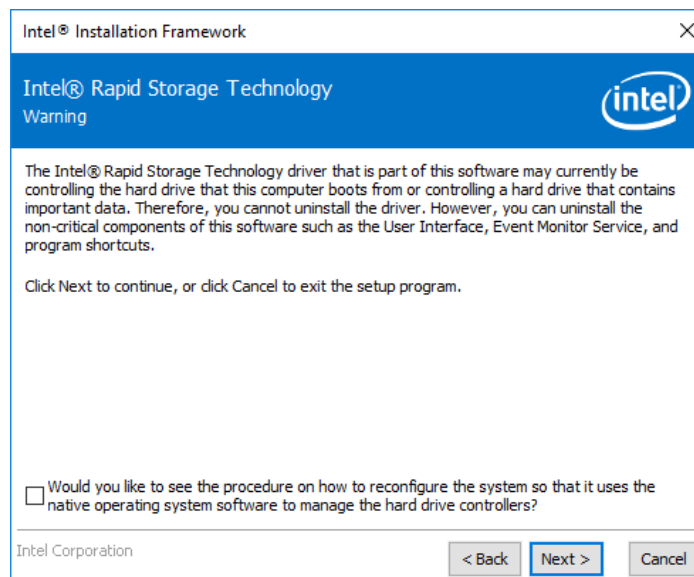 Intel® Installation Framework
Intel® Rapid Storage Technology
Warning
intel
The Intel® Rapid Storage Technology driver that is part of this software may currently be
controlling the hard drive that this computer boots from or controlling a hard drive that contains
important data. Therefore, you cannot uninstall the driver. However, you can uninstall the
non-critical components of this software such as the User Interface, Event Monitor Service, and
program shortcuts.
Click Next to continue, or click Cancel to exit the setup program.
Would you like to see the procedure on how to reconfigure the system so that it uses the
native operating system software to manage the hard drive controllers?
Intel Corporation
< Back
Next >
Cancel